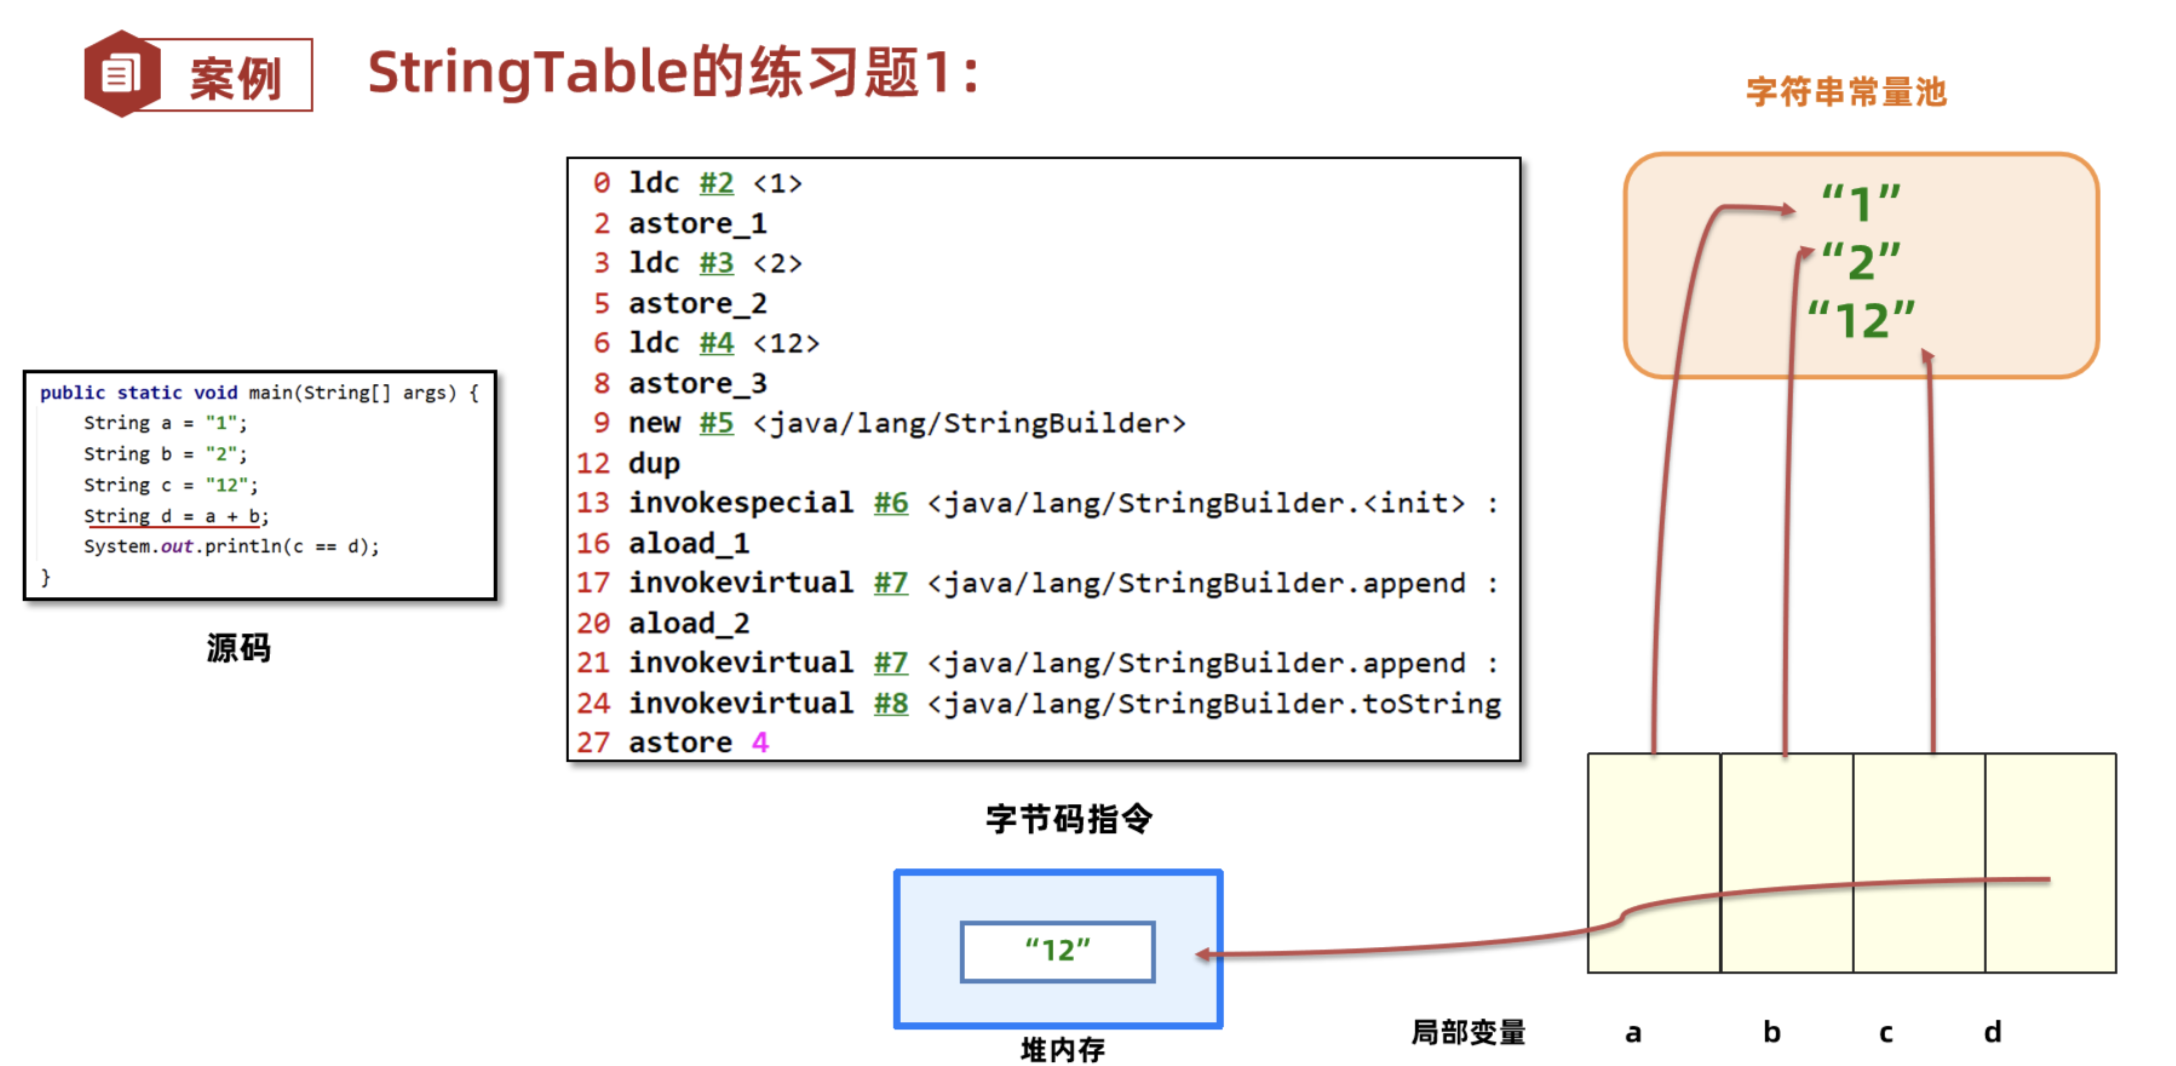 案例
StringTable的练习题1：
字符串常量池
“1”
“2”
“12”
public static void main(String[] args) {
String a = "1";
String b = "2";
String c = "12";
String d = a + b;
System.out.println(c == d);
}
源码
0 ldc #2 <1>
2 astore_1
3 ldc #3 <2>
5 astore_2
6 ldc #4 <12>
8 astore_3
9 new #5 <java/lang/StringBuilder>
12 dup
13 invokespecial #6 <java/lang/StringBuilder.<init> :
16 aload_1
17 invokevirtual #7 <java/lang/StringBuilder.append :
20 aload_2
21 invokevirtual #7 <java/lang/StringBuilder.append :
24 invokevirtual #8 <java/lang/StringBuilder.toString
27 astore 4
字节码指令
“12”
堆内存
局部变量 a b c d